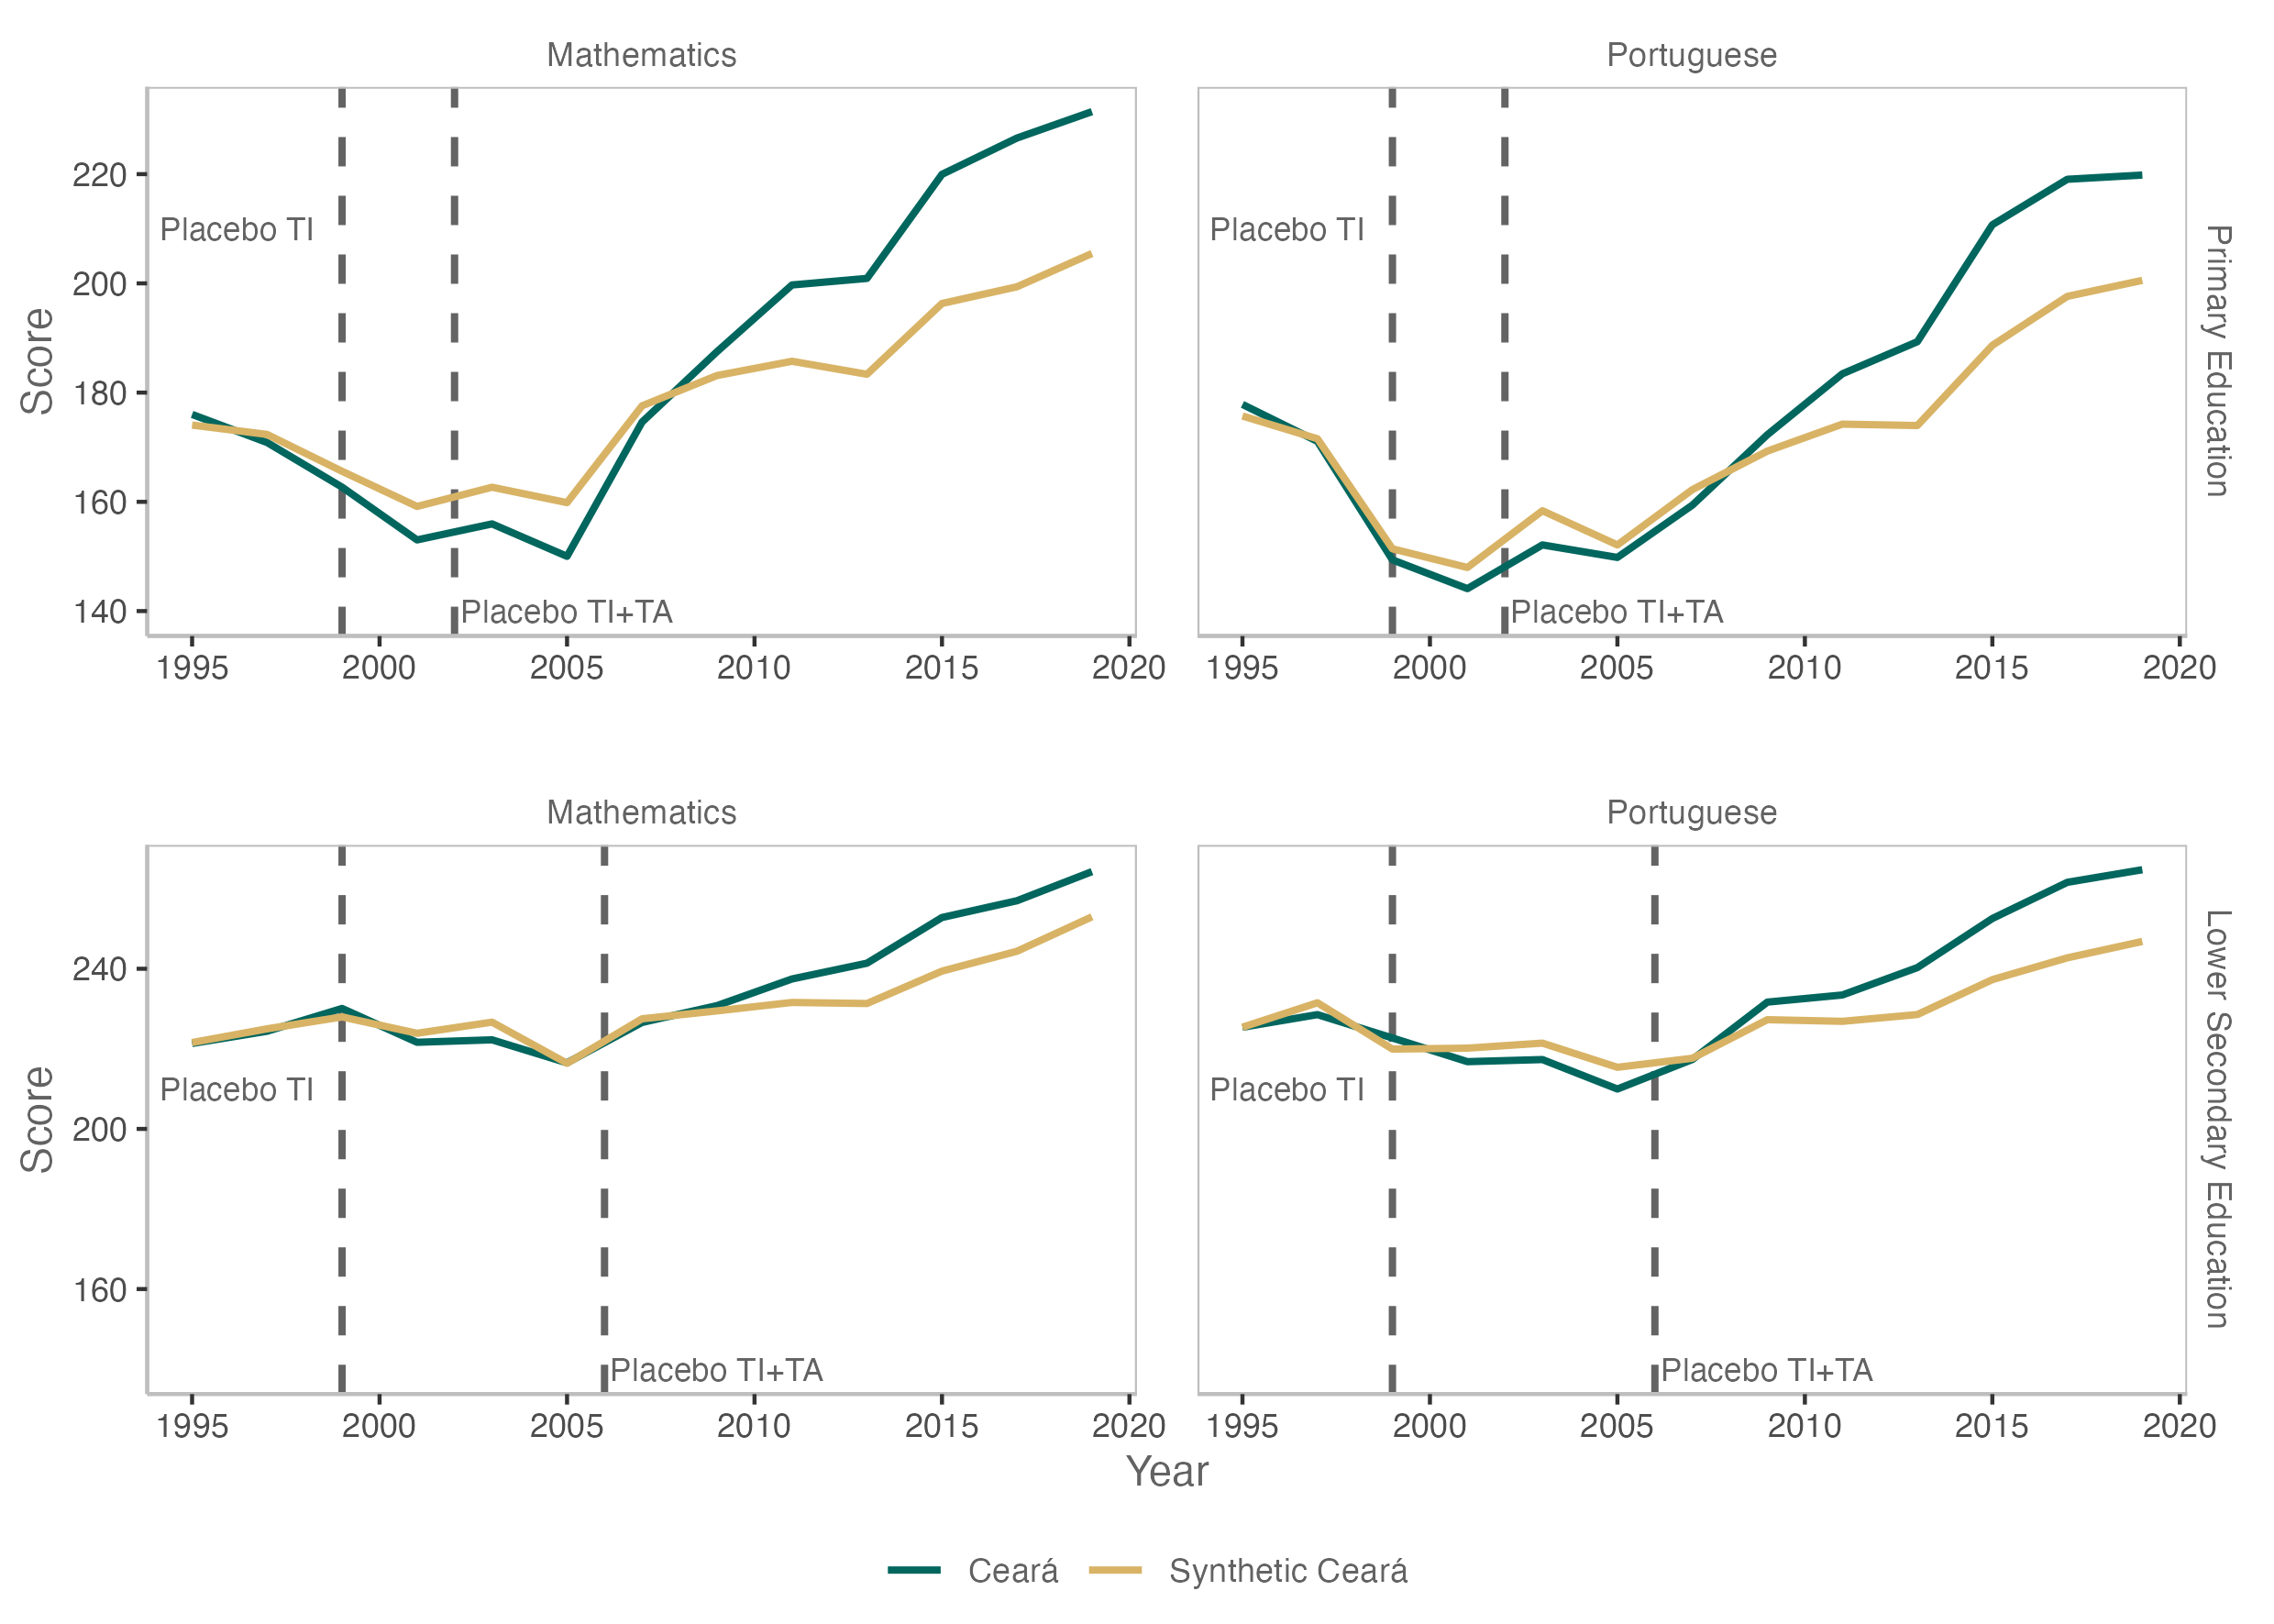 Mathematics
Portuguese
Score
220
200
180
160
140
Placebo TI
Placebo TI+TA
Placebo TI
Placebo TI+TA
Primary Education
1995 2000 2005 2010 2015 2020
1995 2000 2005 2010 2015 2020
Mathematics
Portuguese
Score
240
200
160
Placebo TI
Placebo TI+TA
Placebo TI
Placebo TI+TA
Lower Secondary Education
1995 2000 2005 2010 2015 2020
1995 2000 2005 2010 2015 2020
Year
Ceará Synthetic Ceará